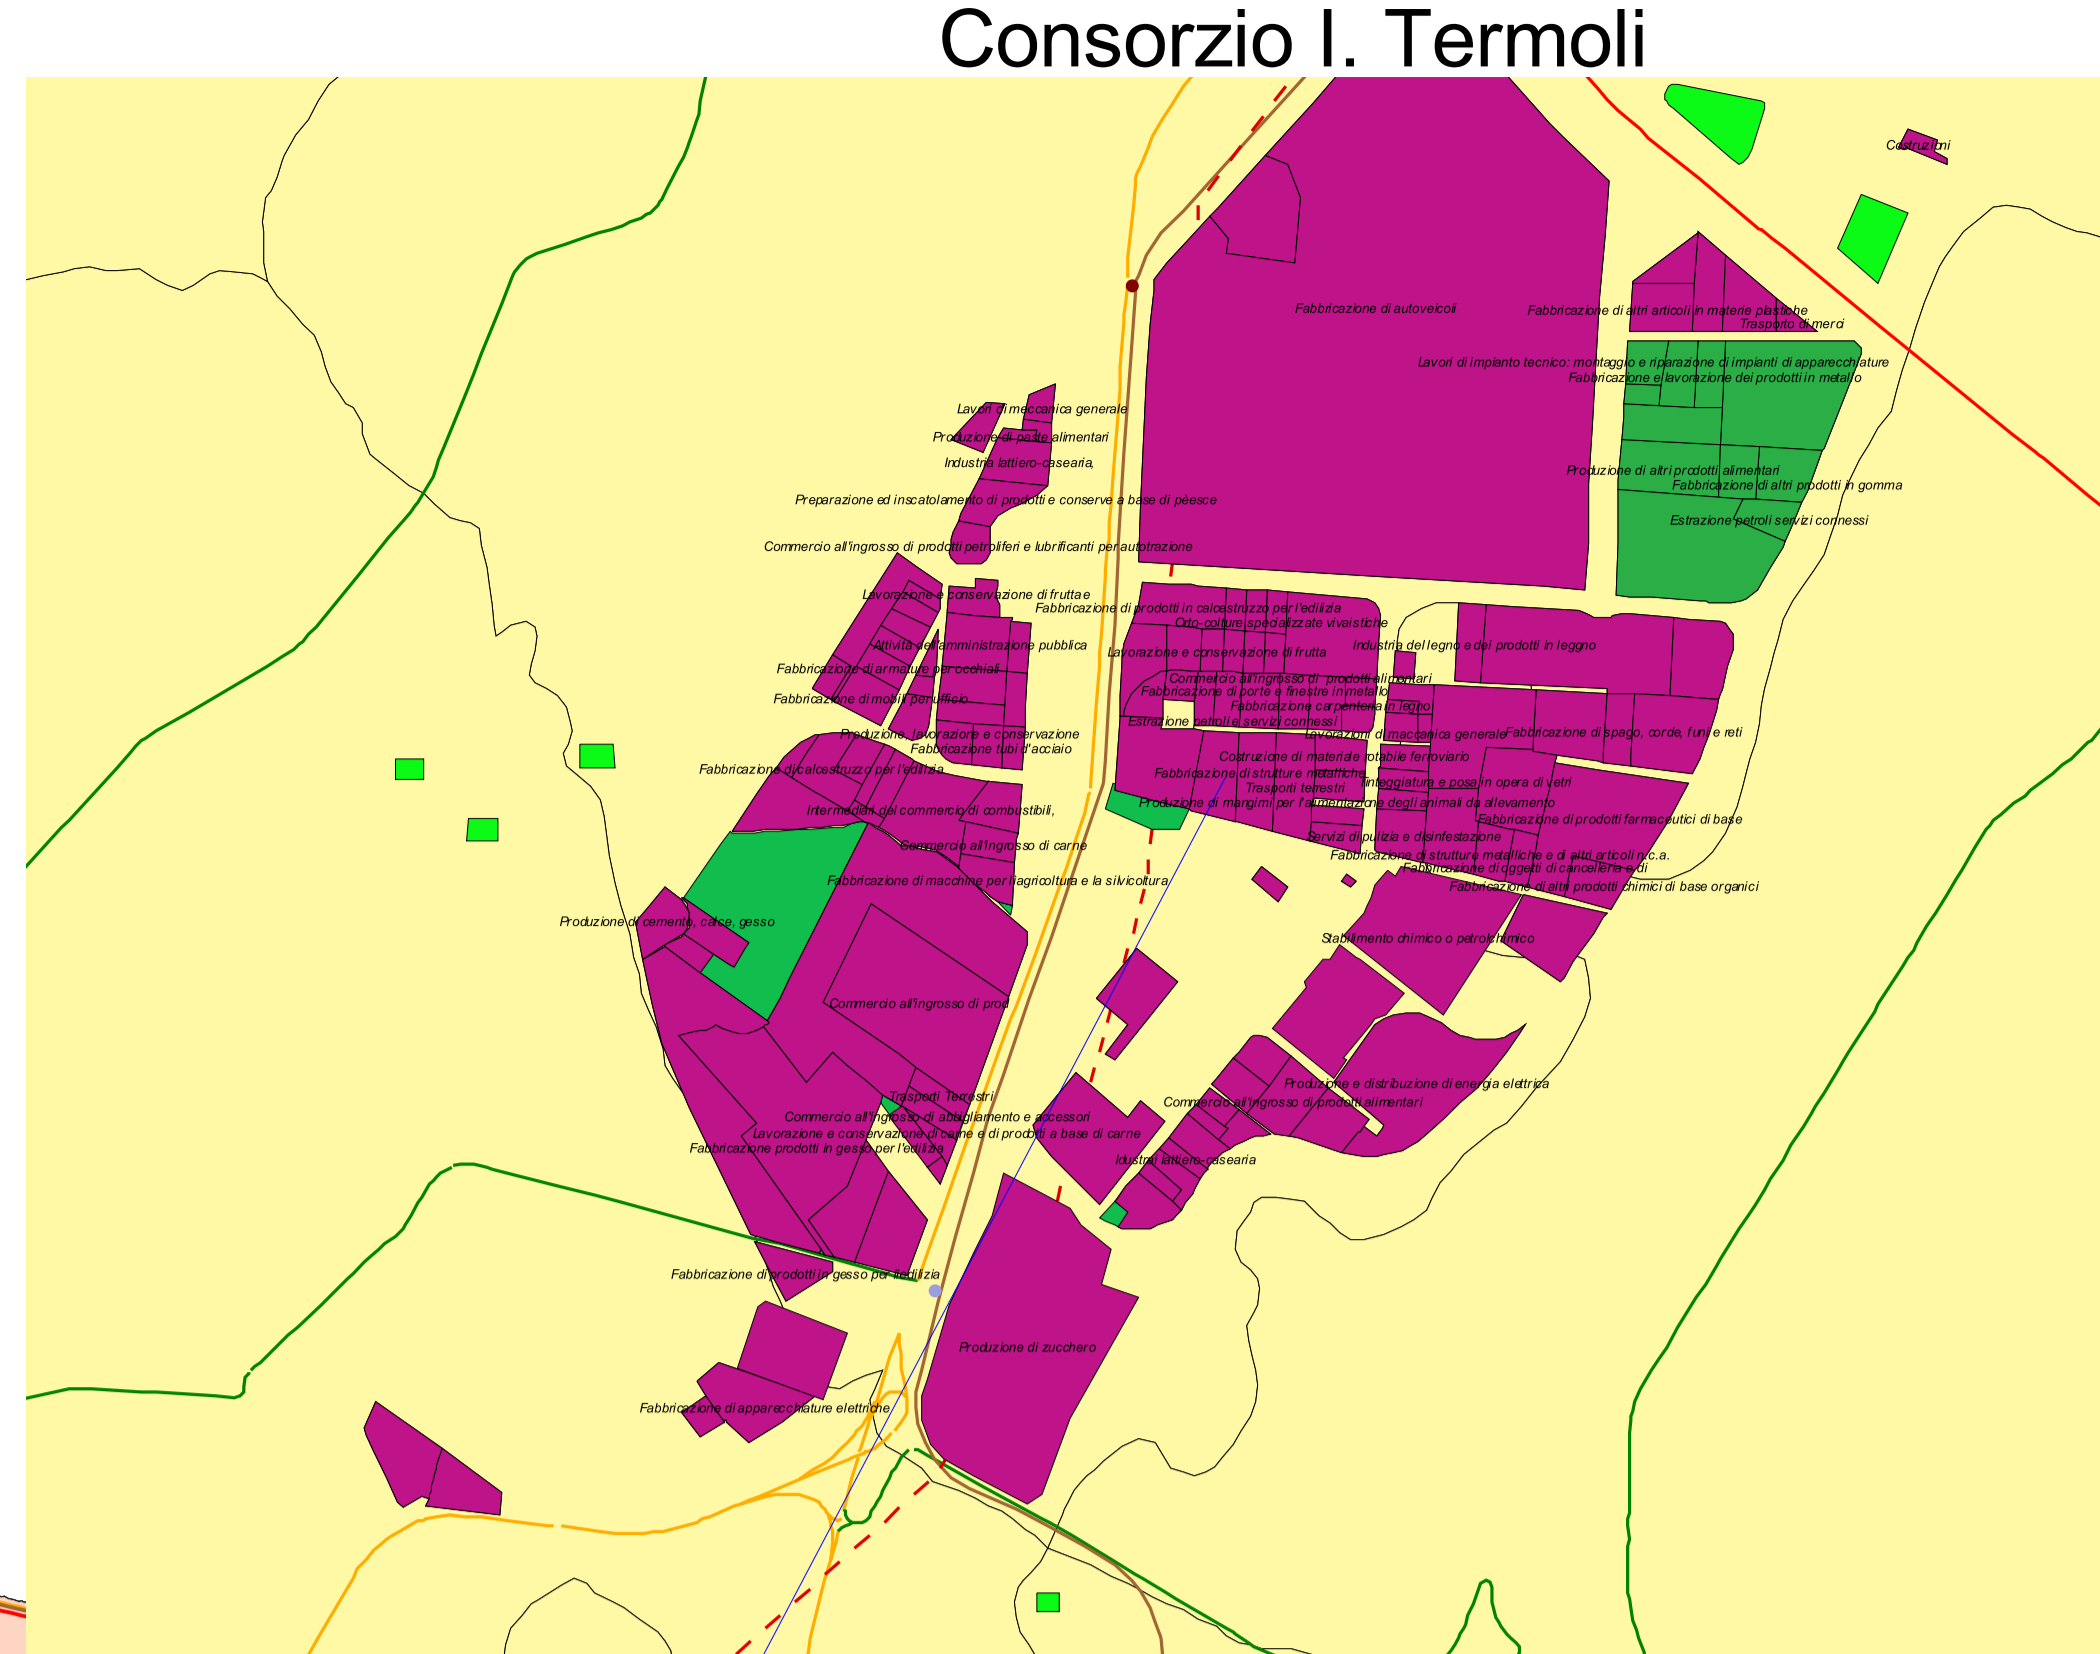 Consorzio I. Termoli
Costruzioni
Fabbricazione di autoveicoli
Fabbricazione di altri articoli in materie plastiche
Trasporto di merci
Lavori di impianto tecnico: montaggio e riparazione di impianti di apparecchiature
Fabbricazione e lavorazione dei prodotti in metallo
Lavori di meccanica generale
Produzione di paste alimentari
Industria lattiero-casearia,
Produzione di altri prodotti alimentari
Fabbricazione di altri prodotti in gomma
Preparazione ed inscatolamento di prodotti e conserve a base di pèesce
Estrazione petroli servizi connessi
Commercio all'ingrosso di prodotti petroliferi e lubrificanti per autotrazione
Lavorazione e conservazione di frutta e
Fabbricazione di prodotti in calcestruzzo per l'edilizia
Orto-colture specializzate vivaistiche
Attività dell'amministrazione pubblica
Lavorazione e conservazione di frutta
Industria del legno e dei prodotti in leggno
Fabbricazione di armature per occhiali
Commercio all'ingrosso di prodotti alimontari
Fabbricazione di porte e finestre in metallo
Fabbricazione di mobili per ufficio
Fabbricazione carpenteria in legno
Estrazione petroli e servizi connessi
Produzione, lavorazione e conservazione
Lavorazioni di maccanica generale
Fabbricazione di spago, corde, funi e reti
Fabbricazione tubi d'acciaio
Costruzione di materiale rotabile ferroviario
Fabbricazione di calcestruzzo per l'edilizia
Fabbricazione di strutture metalliche
Tinteggiatura e posa in opera di vetri
Trasporti terrestri
Produzione di mangimi per l'alimentazione degli animali da allevamento
Intermediari del commercio di combustibili,
Fabbricazione di prodotti farmaceutici di base
Servizi di pulizia e disinfestazione
Commercio all'ingrosso di carne
Fabbricazione di strutture metalliche e di altri articoli n.c.a.
Fabbricazione di oggetti di cancelleria e di
Fabbricazione di macchine per l'iagricoltura e la silvicoltura
Fabbricazione di altri prodotti chimici di base organici
Produzione di cemento, calce, gesso
Stabilimento chimico o petrolchimico
Commercio all'ingrosso di prod
Produzione e distribuzione di energia elettrica
Trasporti Terrestri
Commercio all'ingrosso di prodotti alimentari
Commercio all'ingrosso di abbigliamento e accessori
Lavorazione e conservazione di carne e di prodotti a base di carne
Fabbricazione prodotti in gesso per l'edilizia
Idustrai lattiero-casearia
Fabbricazione di prodotti in gesso per l'iedilizia
Produzione di zucchero
Fabbricazione di apparecchiature elettriche